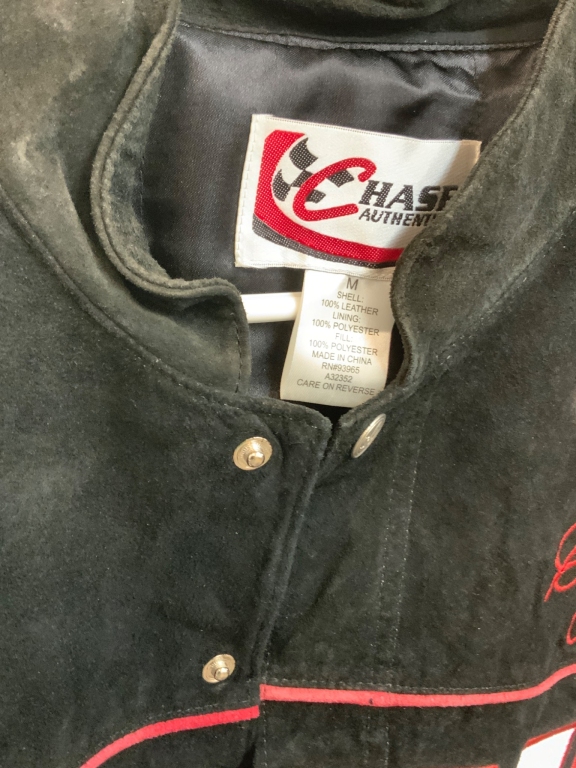 CHASE
AUTHENTI
M
SHELL:
100% LEATHER
LINING:
100% POLYESTER
FILL:
100% POLYESTER
MADE IN CHINA
RN#93965
A32352
CARE ON REVERSE